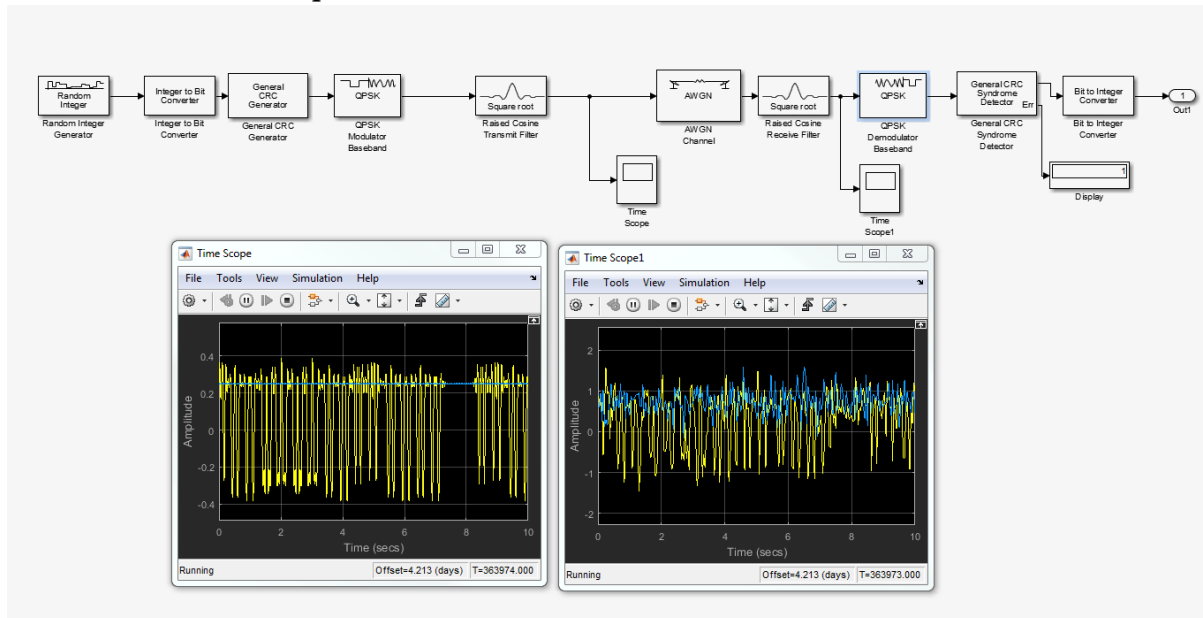 Random
Integer
Random Integer
Generator
Integer to Bit
Converter
Integer to Bit
Converter
General
CRC
Generator
General CRC
Generator
QPSK
QPSK
Modulator
Baseband
Square root
Raised Cosine
Transmit Filter
Time
Scope
AWGN
AWGN
Channel
Square root
Raised Cosine
Receive Filter
Time
Scope1
QPSK
QPSK
Demodulator
Baseband
General CRC
Syndrome
Detector
Err
General CRC
Syndrome
Detector
Bit to Integer
Converter
Bit to Integer
Converter
1
Out1
1
Display
Time Scope
File Tools View Simulation Help
Amplitude
0.4
0.2
0
-0.2
-0.4
0 2 4 6 8 10
Time (secs)
Running Offset=4.213 (days) T=363974.000
Time Scope1
File Tools View Simulation Help
Amplitude
2
1
0
-1
-2
0 2 4 6 8 10
Time (secs)
Running Offset=4.213 (days) T=363973.000